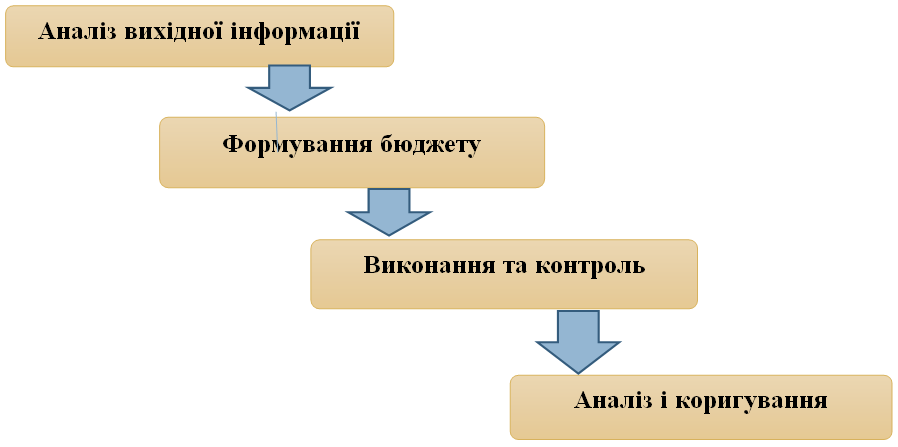 Аналіз вихідної інформації
Формування бюджету
Виконання та контроль
Аналіз і коригування